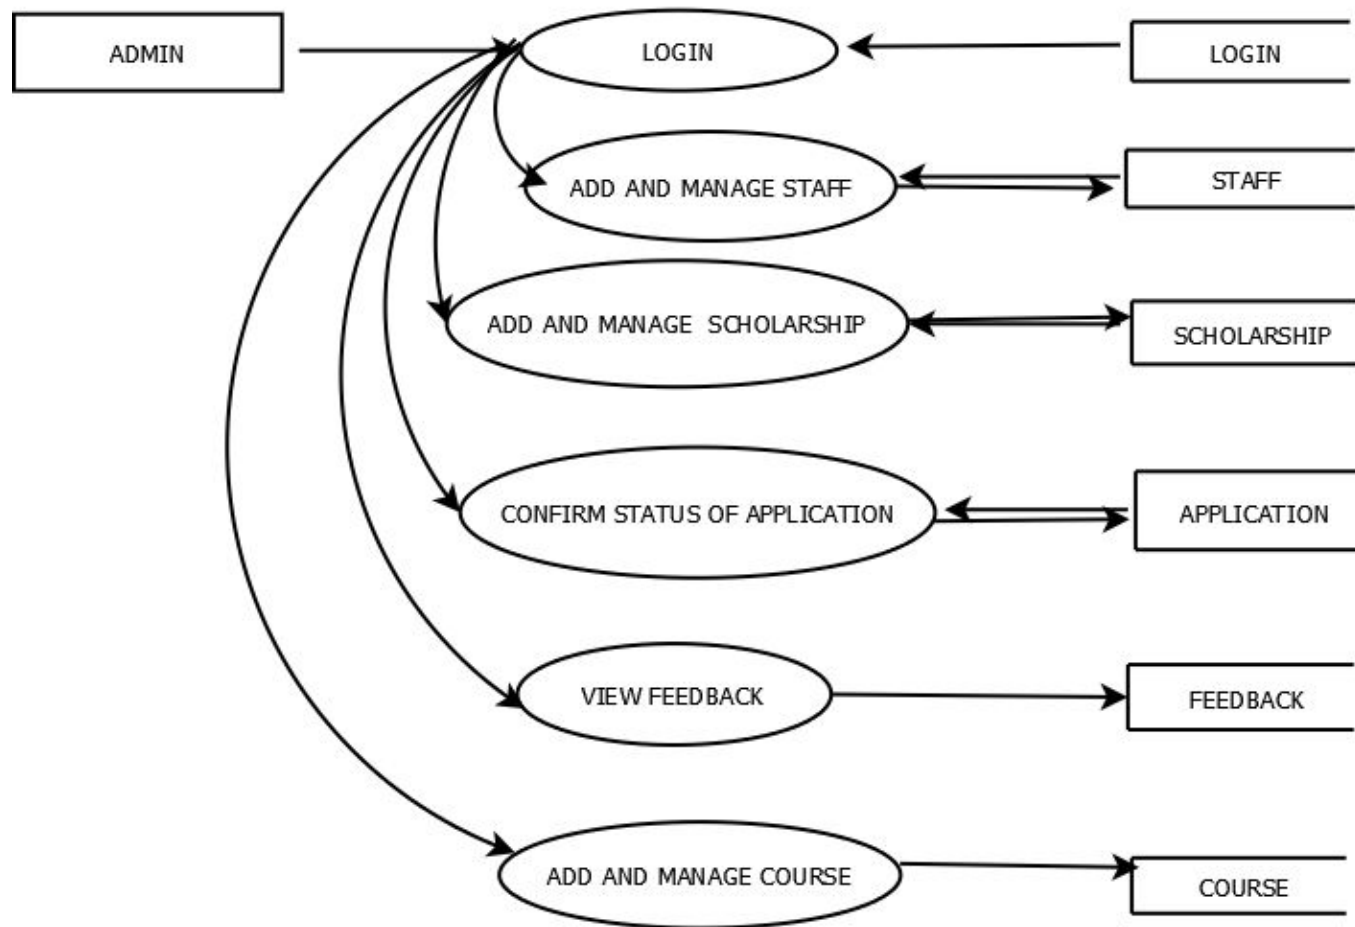 ADMIN
LOGIN
LOGIN
ADD AND MANAGE STAFF
STAFF
ADD AND MANAGE  SCHOLARSHIP
SCHOLARSHIP
CONFIRM STATUS OF APPLICATION
APPLICATION
VIEW FEEDBACK
FEEDBACK
ADD AND MANAGE COURSE
COURSE